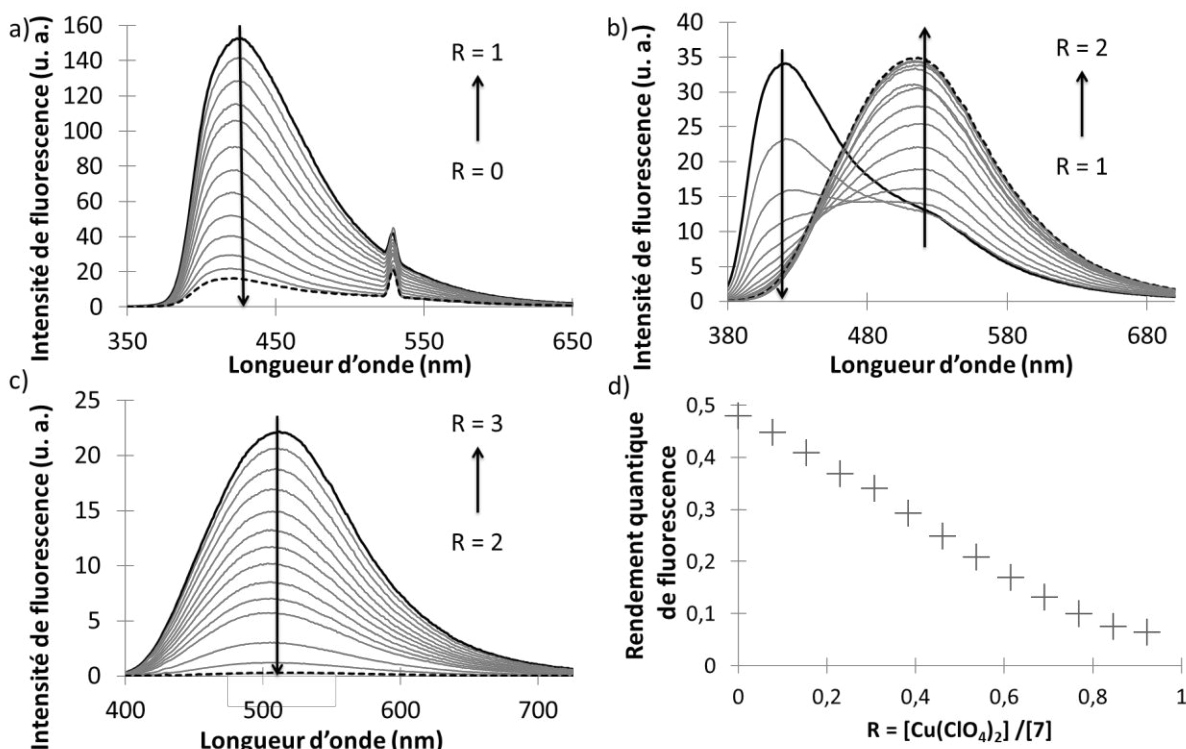 a)
Intensité de fluorescence (u. a.)
160
140
120
100
80
60
40
20
0
R = 1
R = 0
350
450
550
650
Longueur d'onde (nm)
b)
Intensité de fluorescence (u. a.)
40
35
30
25
20
15
10
5
0
R = 2
R = 1
380
480
580
680
Longueur d'onde (nm)
c)
Intensité de fluorescence (u. a.)
25
20
15
10
5
0
R = 3
R = 2
400
500
600
700
Longueur d'onde (nm)
d)
Rendement quantique
de fluorescence
0,5
0,4
0,3
0,2
0,1
0
0
0,2
0,4
0,6
0,8
1
R = [Cu(ClO₄)₂] /[7]